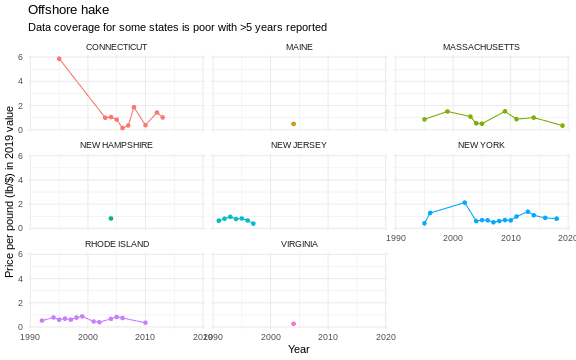 Offshore hake
Data coverage for some states is poor with >5 years reported
CONNECTICUT MAINE MASSACHUSETTS
6
4
2
0
NEW HAMPSHIRE NEW JERSEY NEW YORK
6
4
2
0
1990 2000 2010 2020
RHODE ISLAND VIRGINIA
6
4
2
0
1990 2000 2010 2020 1990 2000 2010 2020
Year
Price per pound (lb/$) in 2019 value